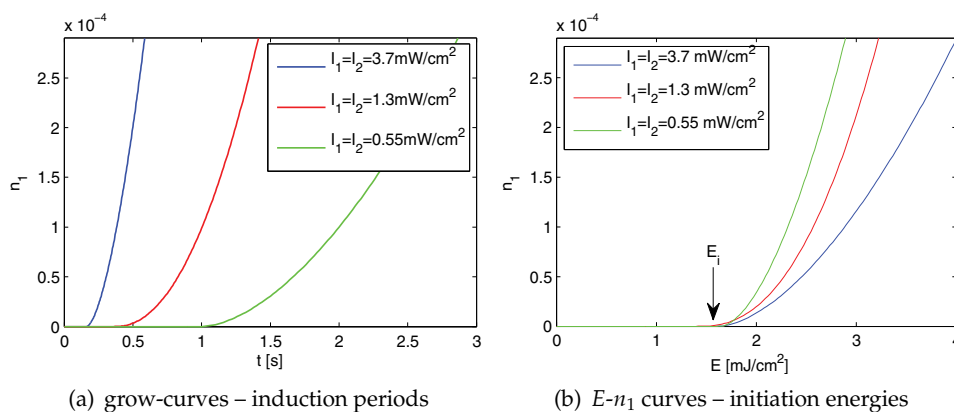 x 10⁻⁴
2.5
2
1.5
1
0.5
0
n₁
I₁=I₂=3.7mW/cm²
I₁=I₂=1.3mW/cm²
I₁=I₂=0.55mW/cm²
0 0.5 1 1.5 2 2.5 3
t [s]
(a) grow-curves – induction periods
x 10⁻⁴
2.5
2
1.5
1
0.5
0
n₁
I₁=I₂=3.7 mW/cm²
I₁=I₂=1.3 mW/cm²
I₁=I₂=0.55 mW/cm²
Eᵢ
0 1 2 3 4
E [mJ/cm²]
(b) E-n₁ curves – initiation energies